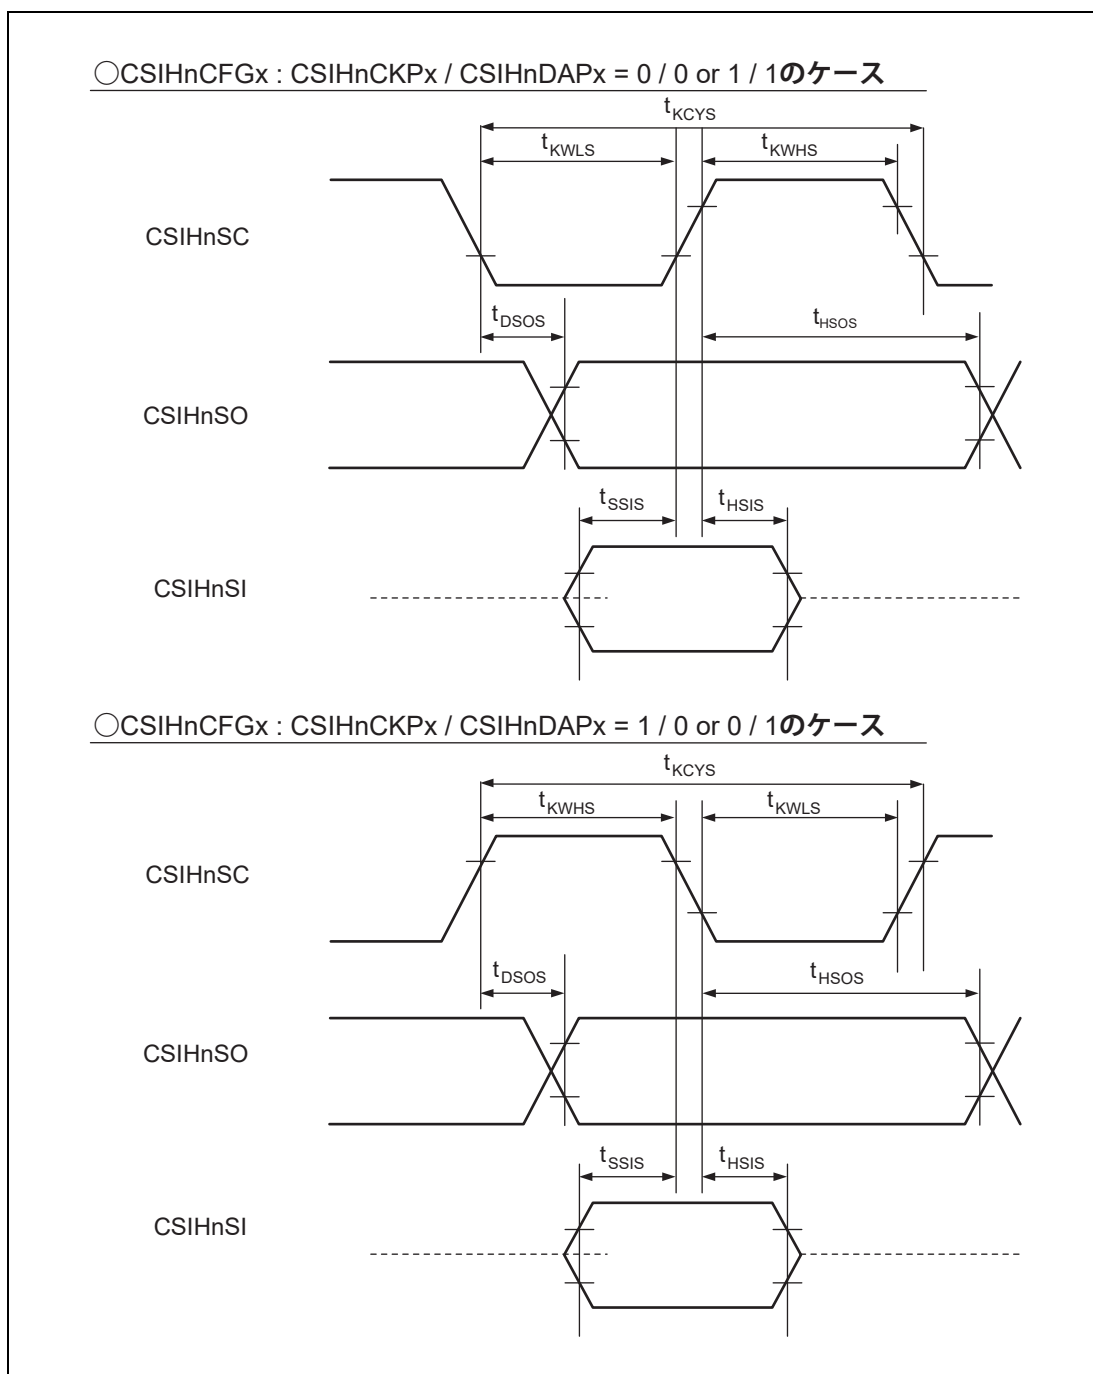 ○CSIHnCFGx : CSIHnCKPx / CSIHnDAPx = 0 / 0 or 1 / 1のケース
tKCYS
tKWLS
tKWHS
CSIHnSC
tDSOS
tHSOS
CSIHnSO
tSSIS
tHSIS
CSIHnSI
○CSIHnCFGx : CSIHnCKPx / CSIHnDAPx = 1 / 0 or 0 / 1のケース
tKCYS
tKWHS
tKWLS
CSIHnSC
tDSOS
tHSOS
CSIHnSO
tSSIS
tHSIS
CSIHnSI